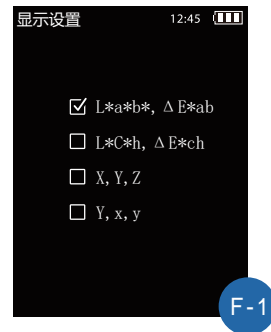 显示设置 12:45
L*a*b*, ΔE*ab
L*C*h, ΔE*ch
X, Y, Z
Y, x, y
F-1